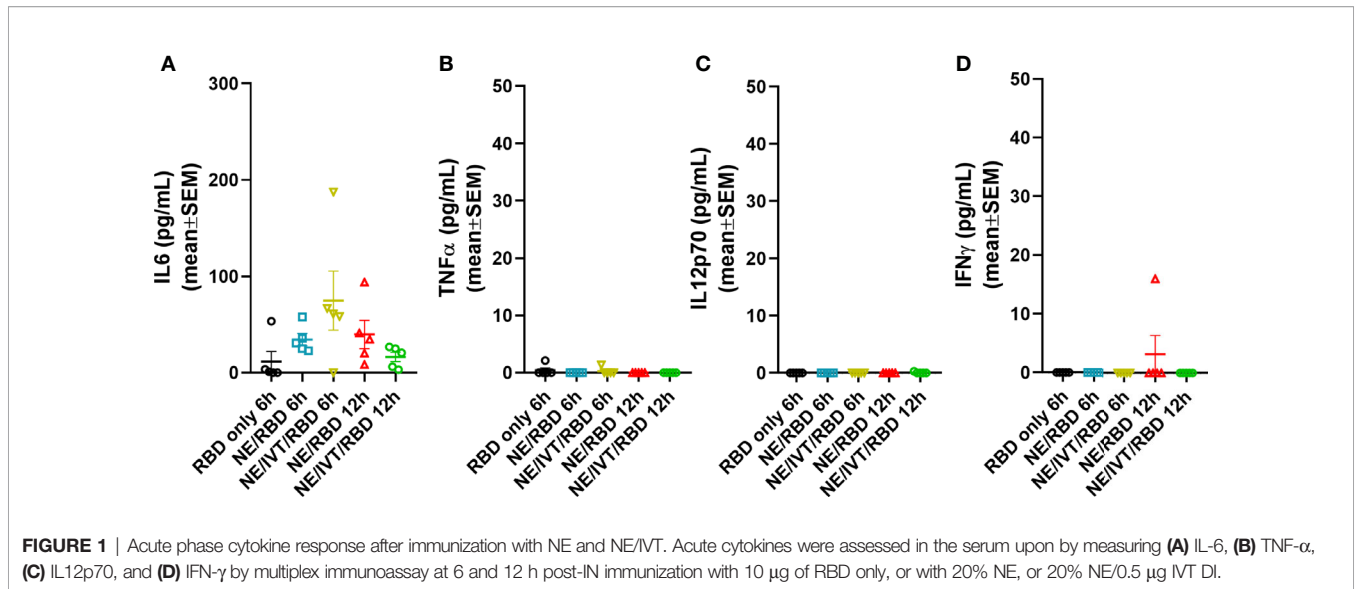 A
B
C
D
300
200
100
0
IL6 (pg/mL)
(mean±SEM)
RBD only 6h
NE/RBD 6h
NE/IVT/RBD 6h
NE/RBD 12h
NE/IVT/RBD 12h
50
40
30
20
10
0
TNFα (pg/mL)
(mean±SEM)
RBD only 6h
NE/RBD 6h
NE/IVT/RBD 6h
NE/RBD 12h
NE/IVT/RBD 12h
50
40
30
20
10
0
IL12p70 (pg/mL)
(mean±SEM)
RBD only 6h
NE/RBD 6h
NE/IVT/RBD 6h
NE/RBD 12h
NE/IVT/RBD 12h
50
40
30
20
10
0
IFNγ (pg/mL)
(mean±SEM)
RBD only 6h
NE/RBD 6h
NE/IVT/RBD 6h
NE/RBD 12h
NE/IVT/RBD 12h
FIGURE 1 | Acute phase cytokine response after immunization with NE and NE/IVT. Acute cytokines were assessed in the serum upon by measuring (A) IL-6, (B) TNF-α,
(C) IL12p70, and (D) IFN-γ by multiplex immunoassay at 6 and 12 h post-IN immunization with 10 μg of RBD only, or with 20% NE, or 20% NE/0.5 μg IVT DI.